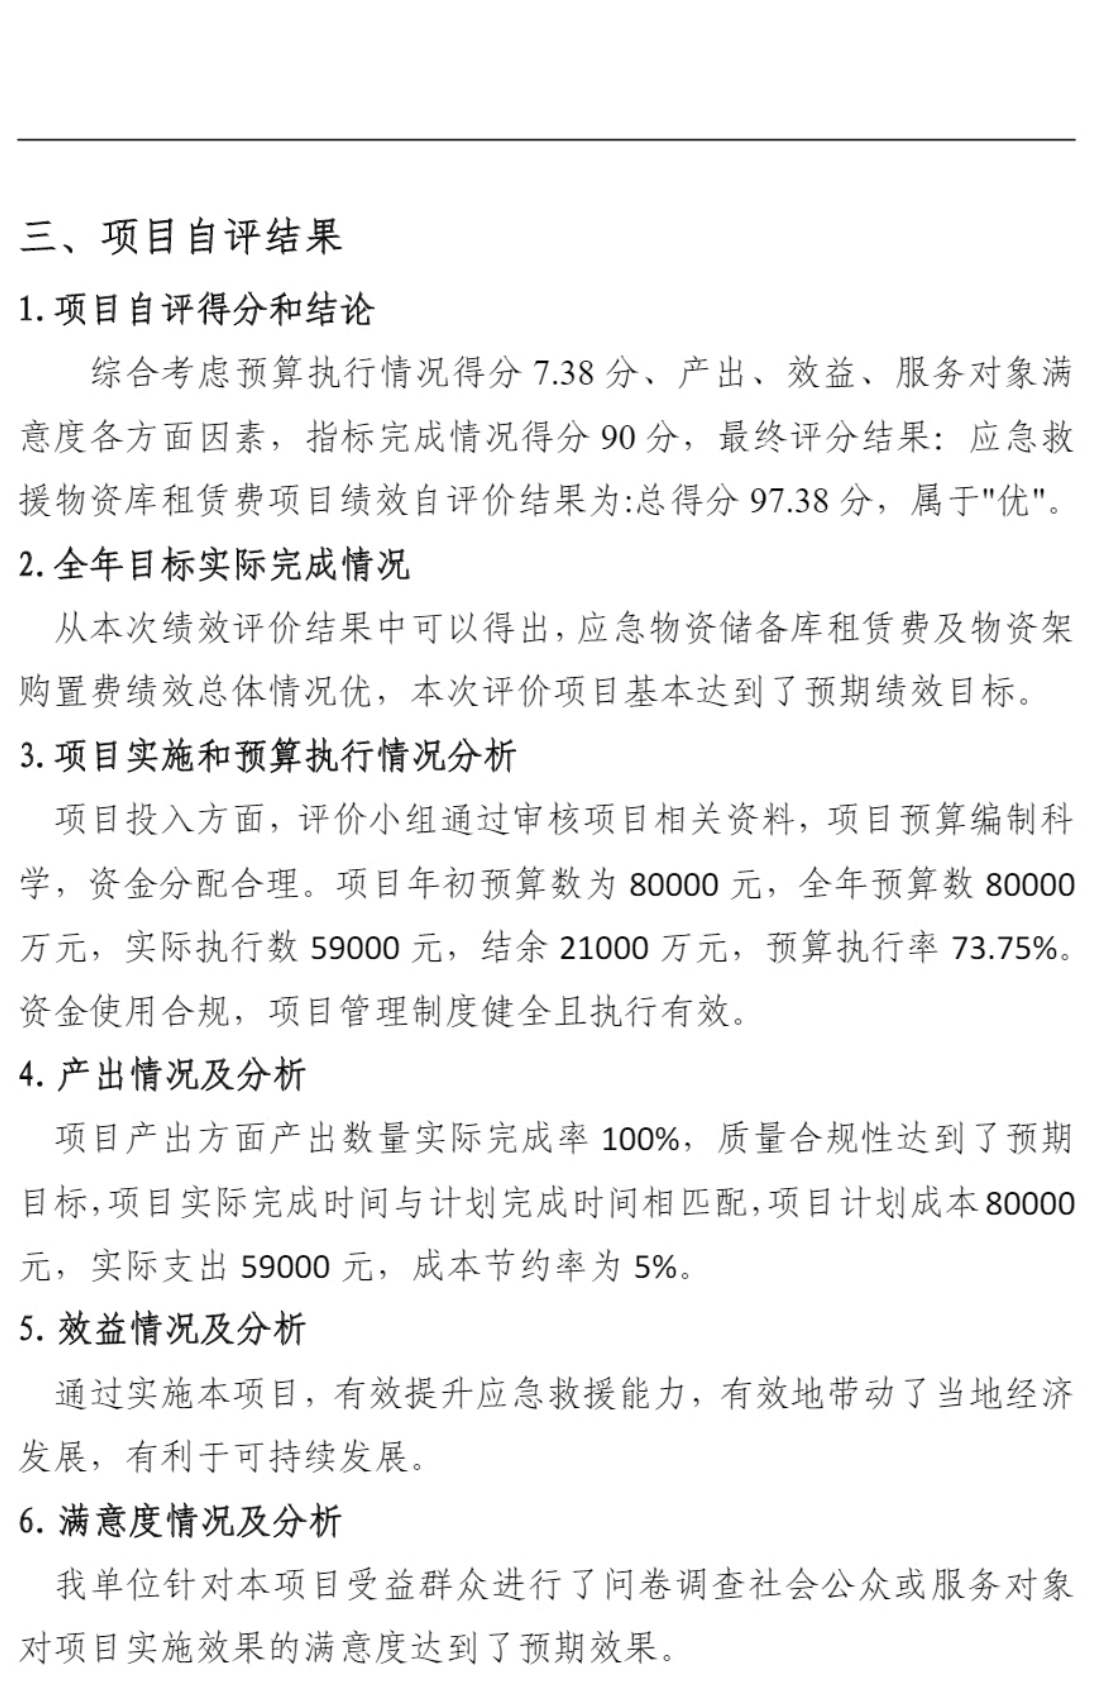 三、项目自评结果
1.项目自评得分和结论
综合考虑预算执行情况得分 7.38 分、产出、效益、服务对象满
意度各方面因素，指标完成情况得分 90 分，最终评分结果：应急救
援物资库租赁费项目绩效自评价结果为:总得分 97.38 分，属于"优"。
2.全年目标实际完成情况
从本次绩效评价结果中可以得出,应急物资储备库租赁费及物资架
购置费绩效总体情况优，本次评价项目基本达到了预期绩效目标。
3.项目实施和预算执行情况分析
项目投入方面，评价小组通过审核项目相关资料，项目预算编制科
学，资金分配合理。项目年初预算数为 80000 元，全年预算数 80000
万元，实际执行数 59000 元，结余 21000 万元，预算执行率 73.75%。
资金使用合规，项目管理制度健全且执行有效。
4. 产出情况及分析
项目产出方面产出数量实际完成率 100%，质量合规性达到了预期
目标,项目实际完成时间与计划完成时间相匹配,项目计划成本 80000
元，实际支出 59000 元，成本节约率为 5%。
5. 效益情况及分析
通过实施本项目，有效提升应急救援能力，有效地带动了当地经济
发展，有利于可持续发展。
6. 满意度情况及分析
我单位针对本项目受益群众进行了问卷调查社会公众或服务对象
对项目实施效果的满意度达到了预期效果。